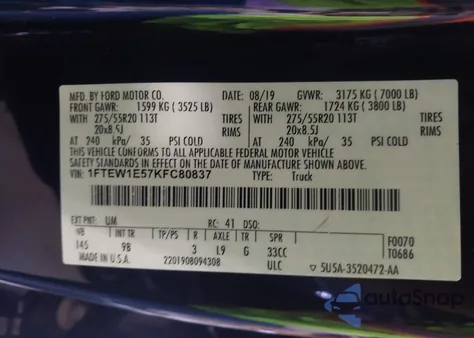 MFD. BY FORD MOTOR CO. DATE: 08/19 GVWR: 3175 KG (7000 LB)
FRONT GAWR: 1599 KG (3525 LB) REAR GAWR: 1724 KG (3800 LB)
WITH 275/55R20 113T TIRES WITH 275/55R20 113T TIRES
20x8.5J RIMS 20x8.5J RIMS
AT 240 kPa/ 35 PSI COLD AT 240 kPa/ 35 PSI COLD
THIS VEHICLE CONFORMS TO ALL APPLICABLE FEDERAL MOTOR VEHICLE
SAFETY STANDARDS IN EFFECT ON THE DATE OF MANUFACTURE SHOWN ABOVE.
VIN: 1FTEW1E57KFC80837 TYPE: Truck
EXT PNT: UM RC: 41 DSO: F0070
WB INT TR TP/PS R AXLE TR SPR T0686
145 9B 3 L9 G 33CC
MADE IN U.S.A. 2201908094308 ULC 5U5A-3520472-AA
autoSnap